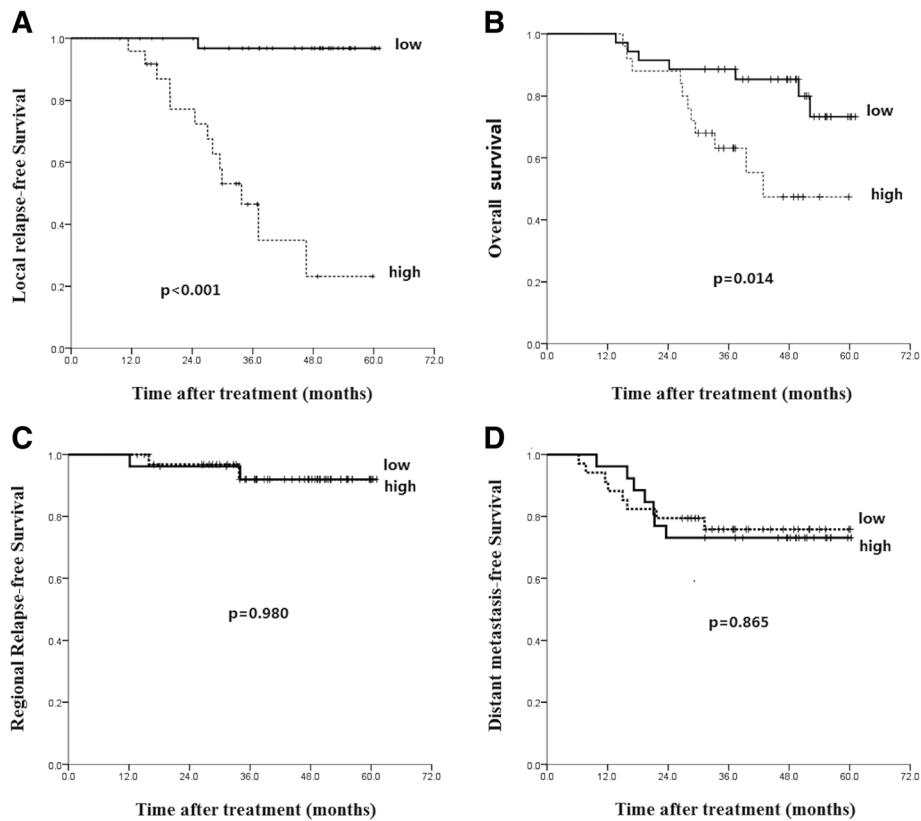 A
Local relapse-free Survival
1.0
0.8
0.6
0.4
0.2
0.0
low
high
p<0.001
0.0 12.0 24.0 36.0 48.0 60.0 72.0
Time after treatment (months)
B
Overall survival
1.0
0.8
0.6
0.4
0.2
0.0
low
high
p=0.014
0.0 12.0 24.0 36.0 48.0 60.0 72.0
Time after treatment (months)
C
Regional Relapse-free Survival
1.0
0.8
0.6
0.4
0.2
0.0
low
high
p=0.980
0.0 12.0 24.0 36.0 48.0 60.0 72.0
Time after treatment (months)
D
Distant metastasis-free Survival
1.0
0.8
0.6
0.4
0.2
0.0
low
high
p=0.865
0.0 12.0 24.0 36.0 48.0 60.0 72.0
Time after treatment (months)